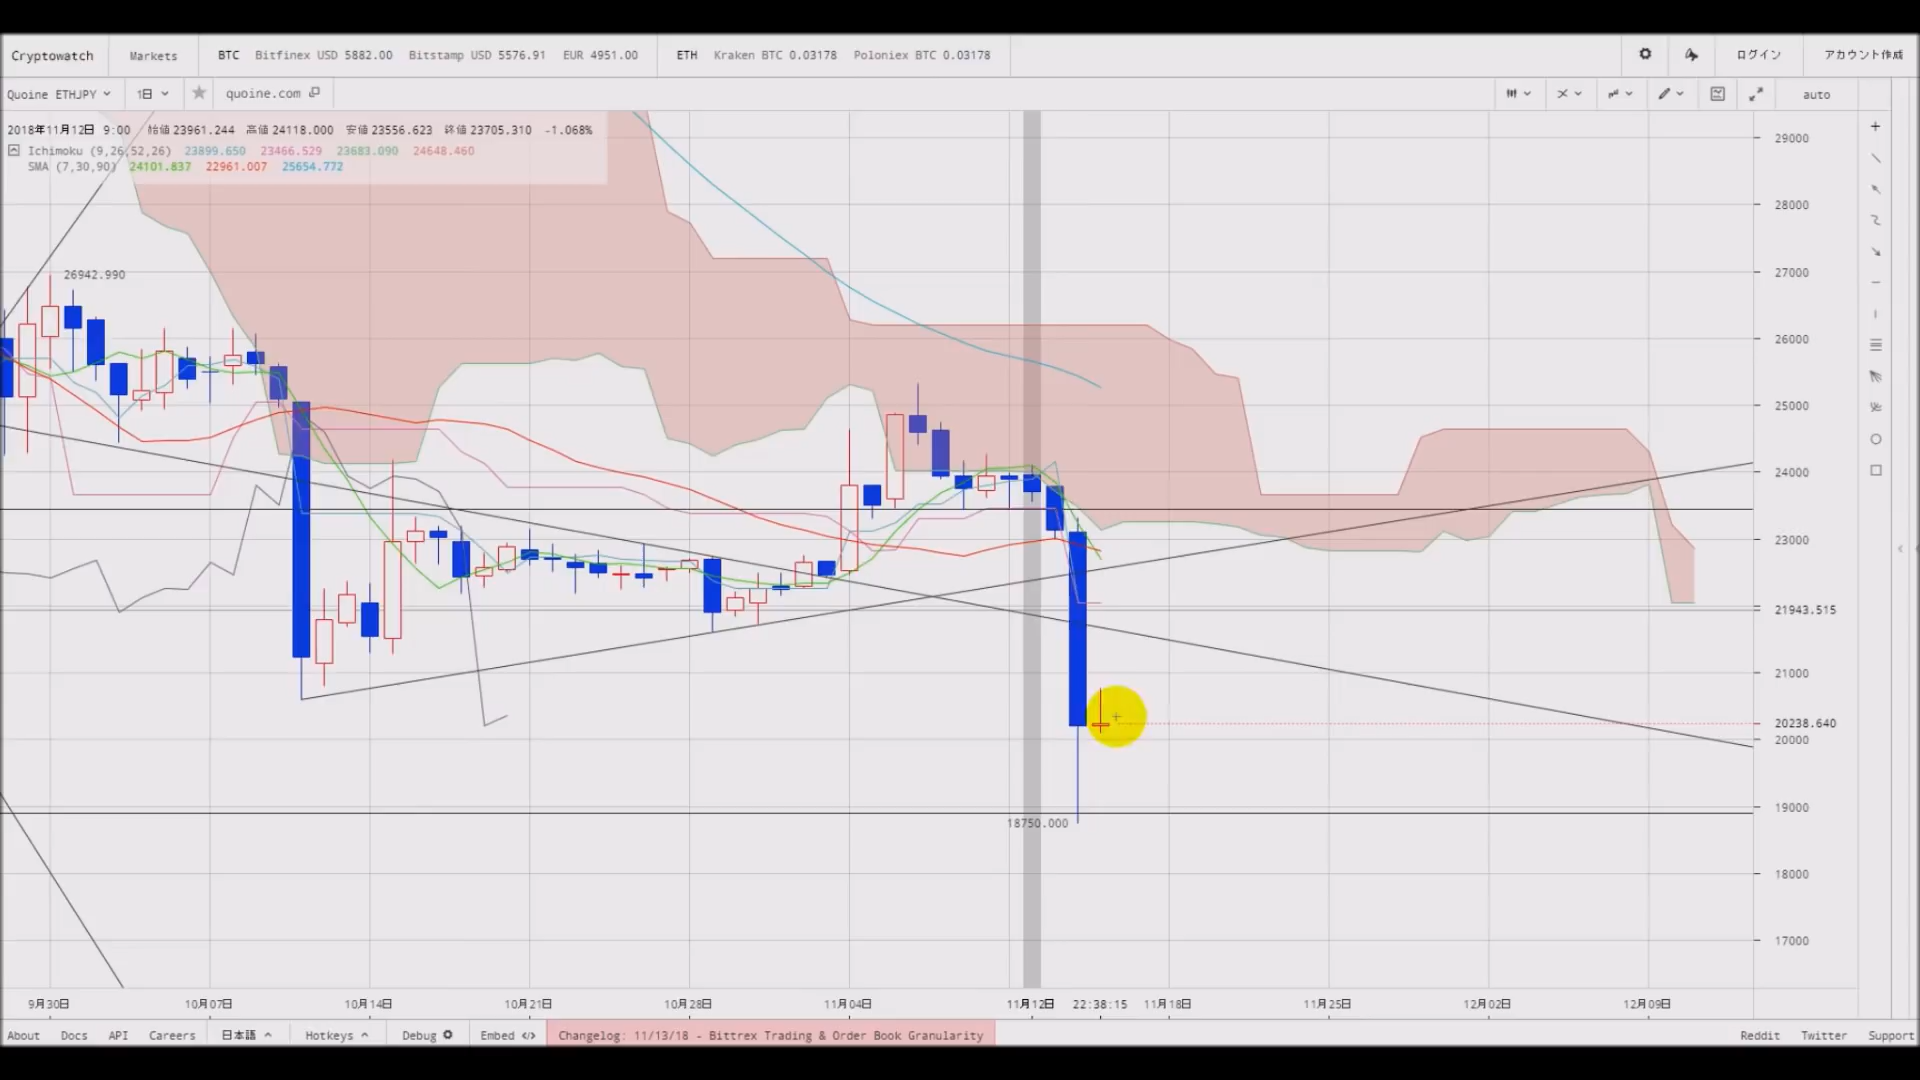 Cryptowatch Markets BTC Bitfinex USD 5882.00 Bitstamp USD 5576.91 EUR 4951.00 ETH Kraken BTC 0.03178 Poloniex BTC 0.03178 ログイン アカウント作成
Quoine ETHJPY 1日 quoine.com auto
2018年11月12日 9:00 始値 23961.244 高値 24118.000 安値 23556.623 終値 23705.310 -1.068%
Ichimoku (9,26,52,26) 23899.650 23466.529 23683.090 24648.460
SMA (7,30,90) 24101.837 22961.007 25654.772
29000
28000
26942.990
27000
26000
25000
24000
23000
21943.515
21000
20238.640
20000
19000
18750.000
18000
17000
9月30日 10月07日 10月14日 10月21日 10月28日 11月04日 11月12日 22:38:15 11月18日 11月25日 12月02日 12月09日
About Docs API Careers 日本語 Hotkeys Debug Embed Changelog: 11/13/18 - Bittrex Trading & Order Book Granularity Reddit Twitter Support